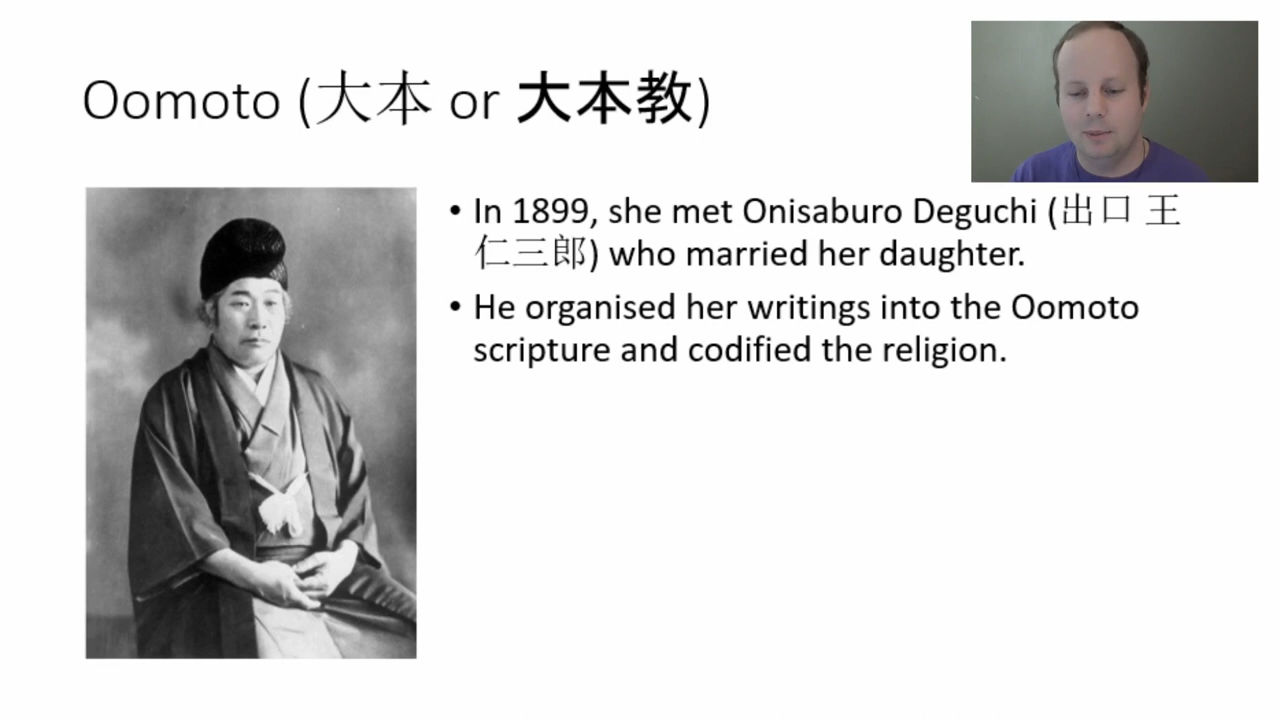 Oomoto (大本 or 大本教)
• In 1899, she met Onisaburo Deguchi (出口 王
仁三郎) who married her daughter.
• He organised her writings into the Oomoto
scripture and codified the religion.